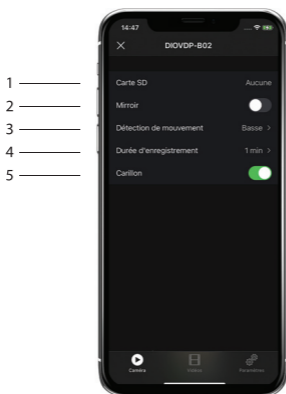 14:47
DIOVDP-B02
1 Carte SD Aucune
2 Mirroir
3 Détection de mouvement Basse >
4 Durée d'enregistrement 1 min >
5 Carillon
Caméra Vidéos Paramètres